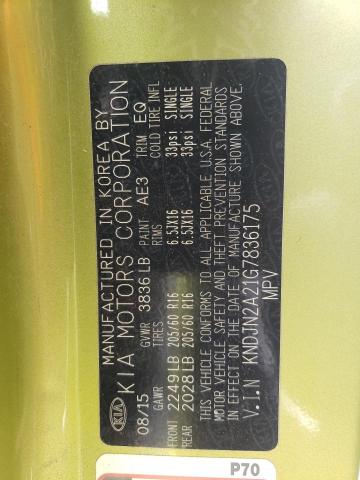 MANUFACTURED IN KOREA BY
KIA KIA MOTORS CORPORATION
08/15 GVWR 3836 LB PAINT AE3 TRIM EQ
GAWR TIRES RIMS COLD TIRE INFL
FRONT 2249LB 205/60 R16 6.5JX16 33psi SINGLE
REAR 2028LB 205/60 R16 6.5JX16 33psi SINGLE
THIS VEHICLE CONFORMS TO ALL APPLICABLE U.S.A. FEDERAL
MOTOR VEHICLE SAFETY AND THEFT PREVENTION STANDARDS
IN EFFECT ON THE DATE OF MANUFACTURE SHOWN ABOVE.
V.I.N KNDJN2A21G7836175
MPV
P70